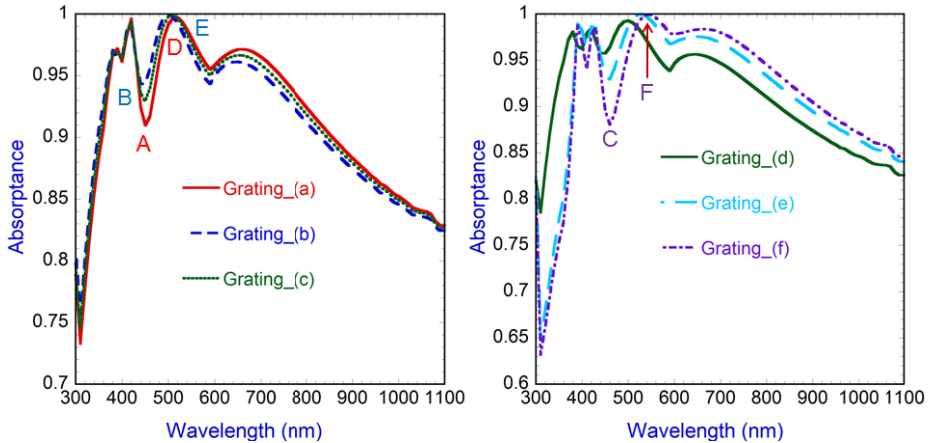 1
0.95
0.9
0.85
0.8
0.75
0.7
Absorptance
300 400 500 600 700 800 900 1000 1100
Wavelength (nm)
E
D
B
A
Grating_(a)
Grating_(b)
Grating_(c)
1
0.95
0.9
0.85
0.8
0.75
0.7
0.65
0.6
Absorptance
300 400 500 600 700 800 900 1000 1100
Wavelength (nm)
F
C
Grating_(d)
Grating_(e)
Grating_(f)